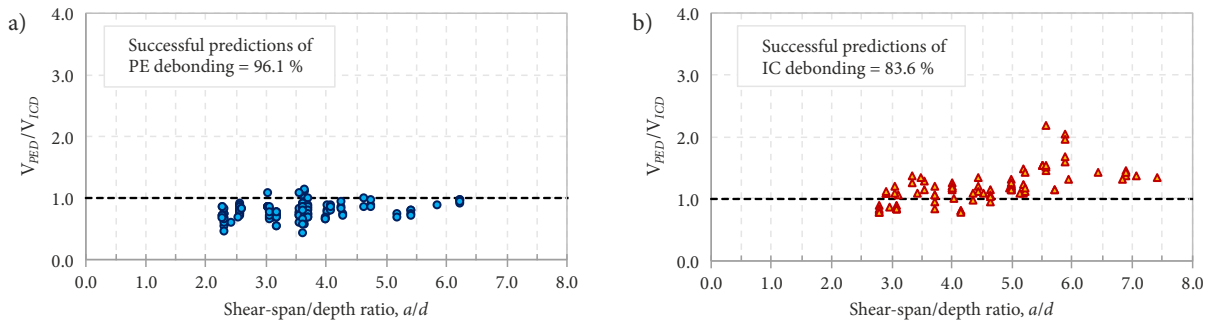 a)
4.0
3.0
2.0
1.0
0.0
V_PED/V_ICD
Successful predictions of
PE debonding = 96.1 %
0.0 1.0 2.0 3.0 4.0 5.0 6.0 7.0 8.0
Shear-span/depth ratio, a/d
b)
4.0
3.0
2.0
1.0
0.0
V_PED/V_ICD
Successful predictions of
IC debonding = 83.6 %
0.0 1.0 2.0 3.0 4.0 5.0 6.0 7.0 8.0
Shear-span/depth ratio, a/d